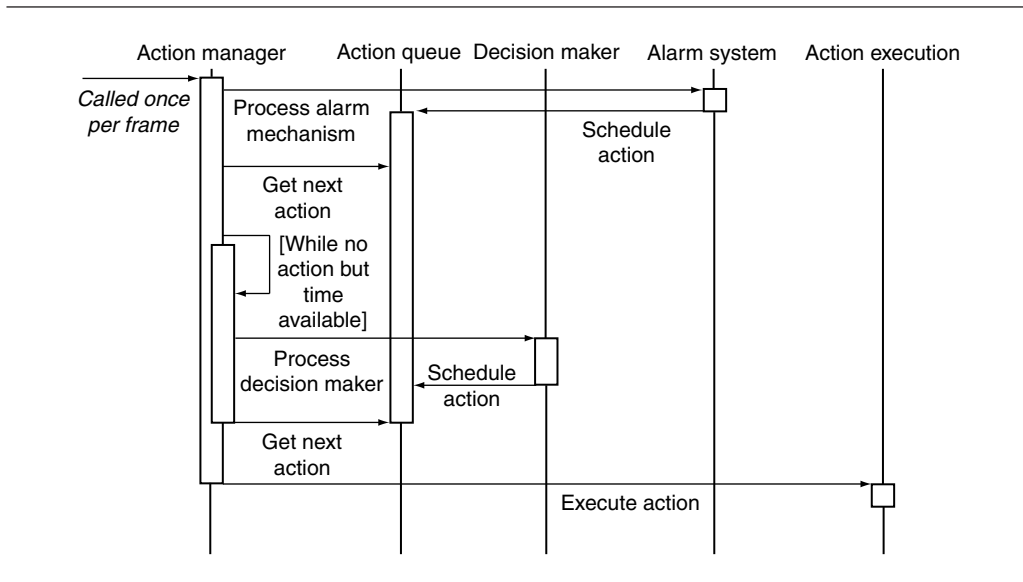 Action manager
Action queue
Decision maker
Alarm system
Action execution
Called once
per frame
Process alarm
mechanism
Schedule
action
Get next
action
[While no
action but
time
available]
Process
decision maker
Schedule
action
Get next
action
Execute action